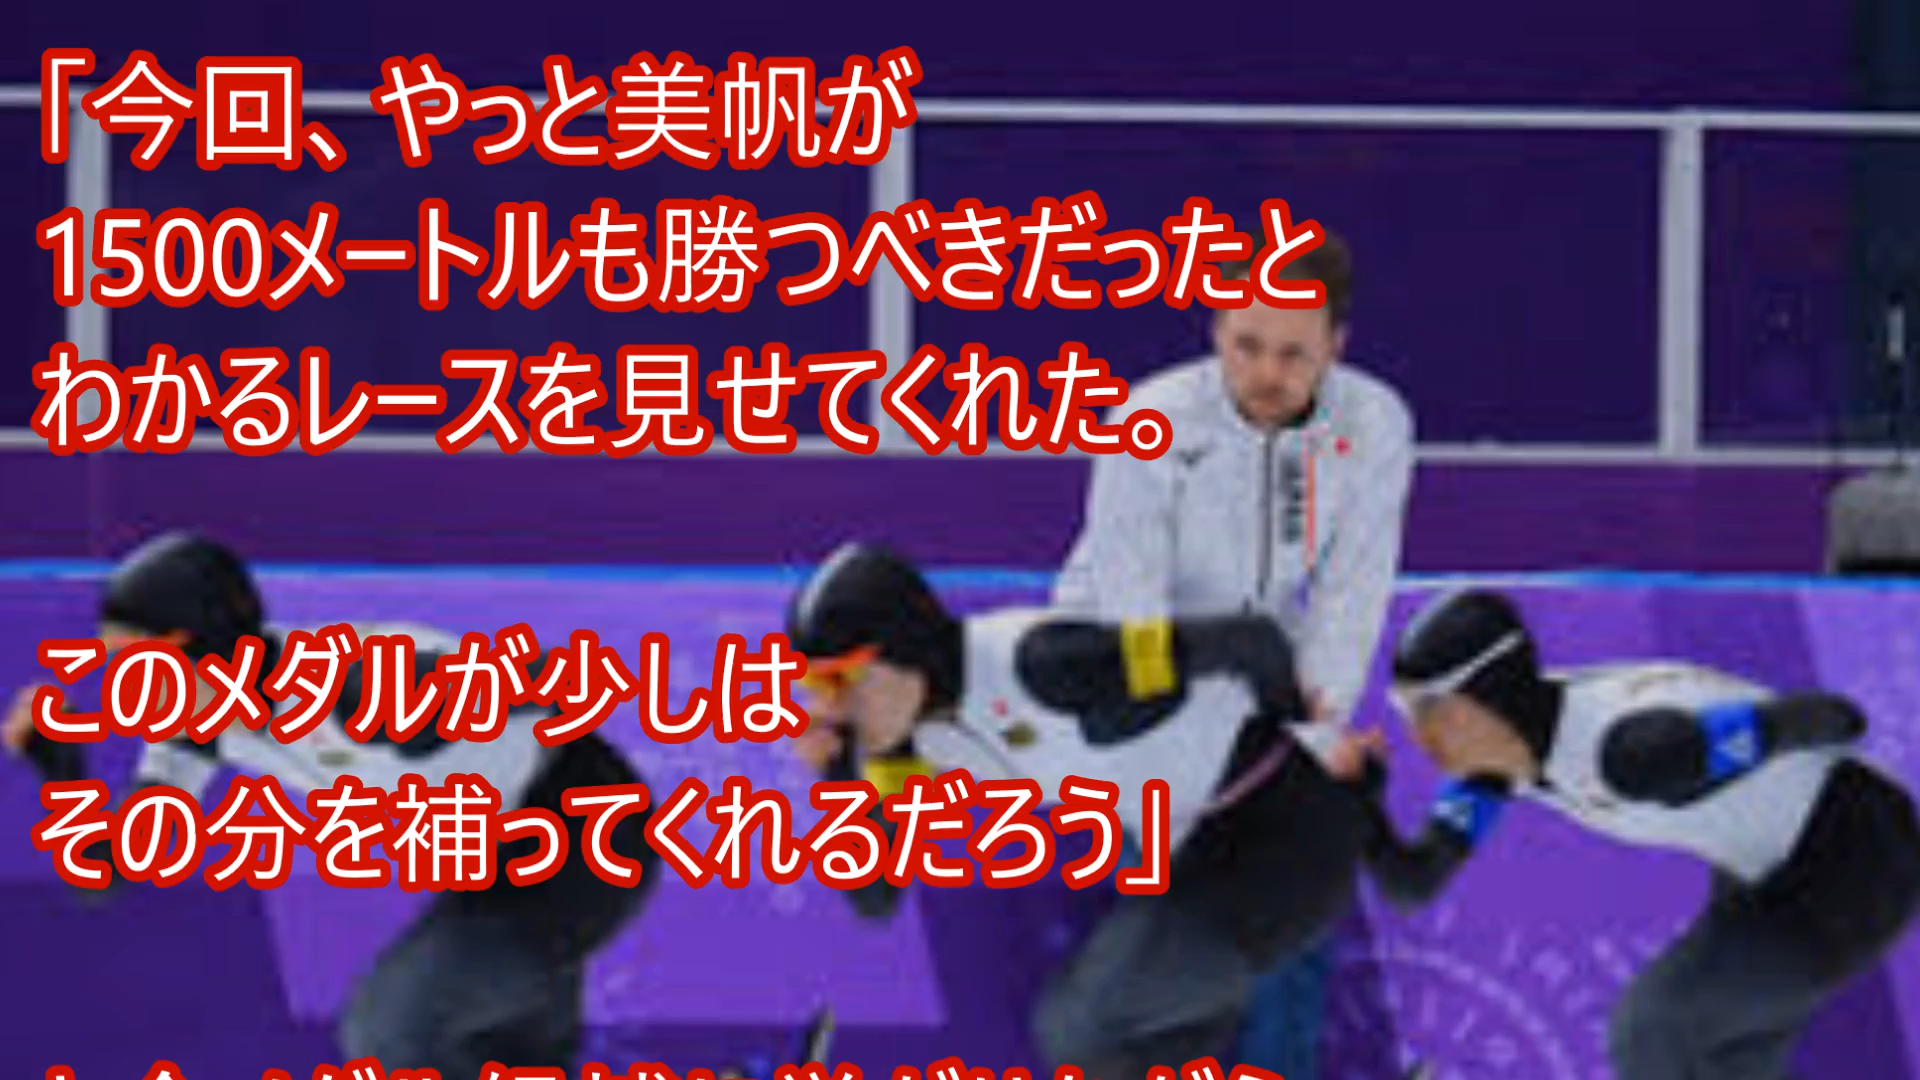 「今回、やっと美帆が
1500メートルも勝つべきだったと
わかるレースを見せてくれた。
このメダルが少しは
その分を補ってくれるだろう」